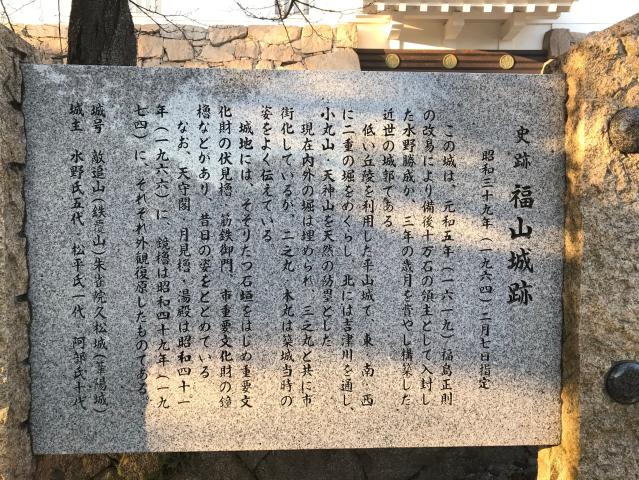 史跡 福山城跡
昭和三十九年(一九六四)二月七日指定
この城は、元和五年(一六一九)福島正則
の改易により備後十万石の領主として入封し
た水野勝成が、三年の歳月を費やし構築した
近世の城郭である
低い丘陵を利用した平山城で、東、南、西
に二重の堀をめぐらし、北には吉津川を通し、
小丸山・天神山を天然の防塁とした
現在内外の堀は埋められ、三之丸と共に市
街化しているが、二之丸、本丸は築城当時の
姿をよく伝えている
城地には、そそりたつ石垣をはじめ重要文
化財の伏見櫓、筋鉄御門、市重要文化財の鐘
櫓などがあり、昔日の姿をとどめている
なお、天守閣、月見櫓、湯殿は昭和四十一
年(一九六六)に、鏡櫓は昭和四十九年(一九
七四)に、それぞれ外観復原したものである
城号 敵追山(鉄覆山)朱雀院久松城(葦陽城)
城主 水野氏五代 松平氏一代 阿部氏十代